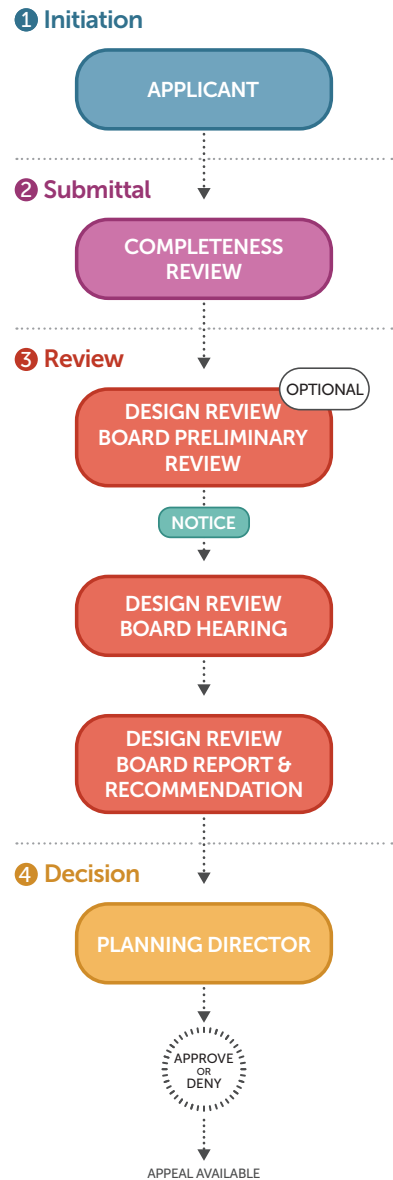 1 Initiation
APPLICANT
2 Submittal
COMPLETENESS
REVIEW
3 Review
OPTIONAL
DESIGN REVIEW
BOARD PRELIMINARY
REVIEW
NOTICE
DESIGN REVIEW
BOARD HEARING
DESIGN REVIEW
BOARD REPORT &
RECOMMENDATION
4 Decision
PLANNING DIRECTOR
APPROVE
OR
DENY
APPEAL AVAILABLE